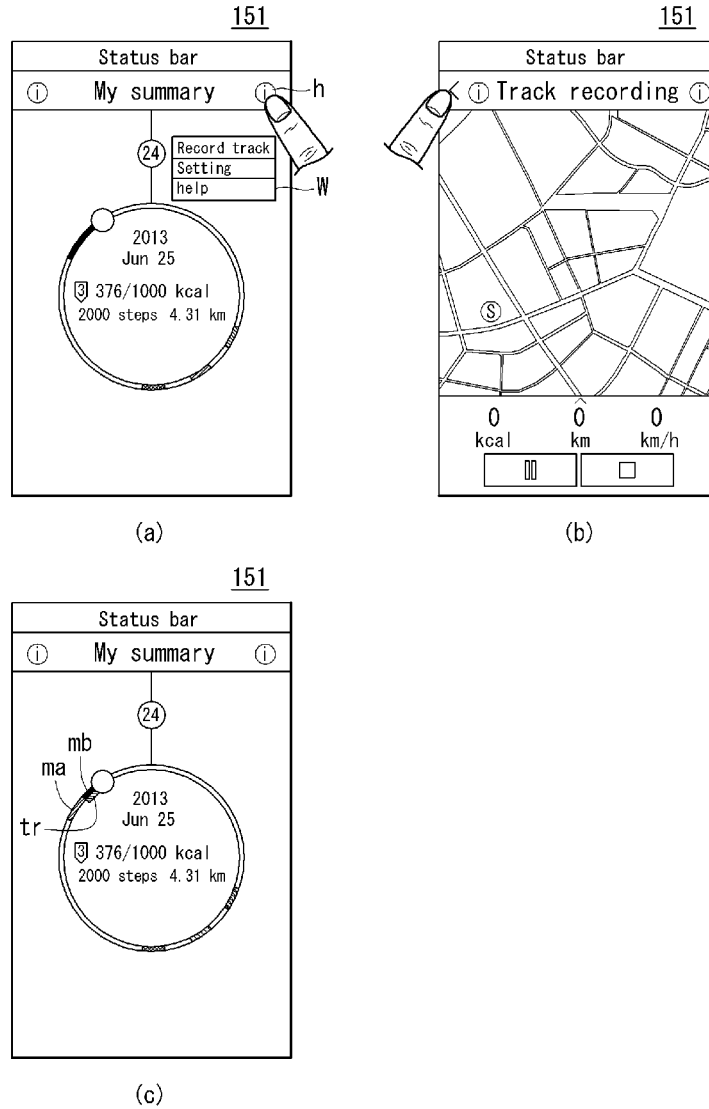 151
Status bar
ⓘ My summary ⓘ h
24
Record track
Setting
help
W
2013
Jun 25
3 376/1000 kcal
2000 steps 4.31 km
(a)
151
Status bar
ⓘ Track recording ⓘ
S
0 0 0
kcal km km/h
(b)
151
Status bar
ⓘ My summary ⓘ
24
mb
ma
tr
2013
Jun 25
3 376/1000 kcal
2000 steps 4.31 km
(c)